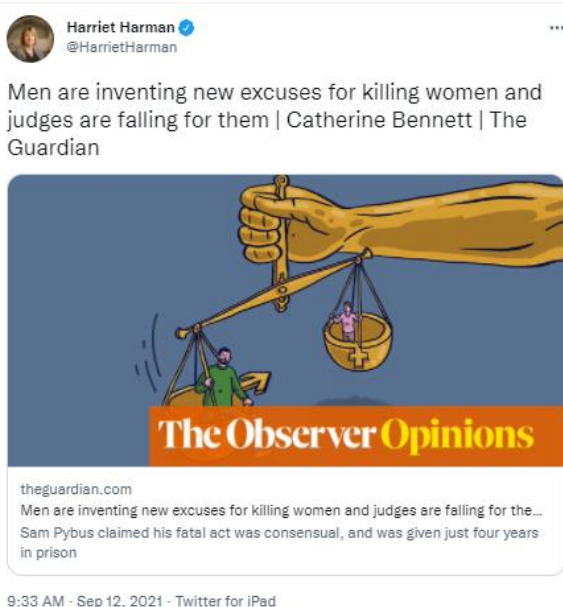 Harriet Harman
@HarrietHarman
Men are inventing new excuses for killing women and
judges are falling for them | Catherine Bennett | The
Guardian
The Observer Opinions
theguardian.com
Men are inventing new excuses for killing women and judges are falling for the...
Sam Pybus claimed his fatal act was consensual, and was given just four years
in prison
9:33 AM · Sep 12, 2021 · Twitter for iPad